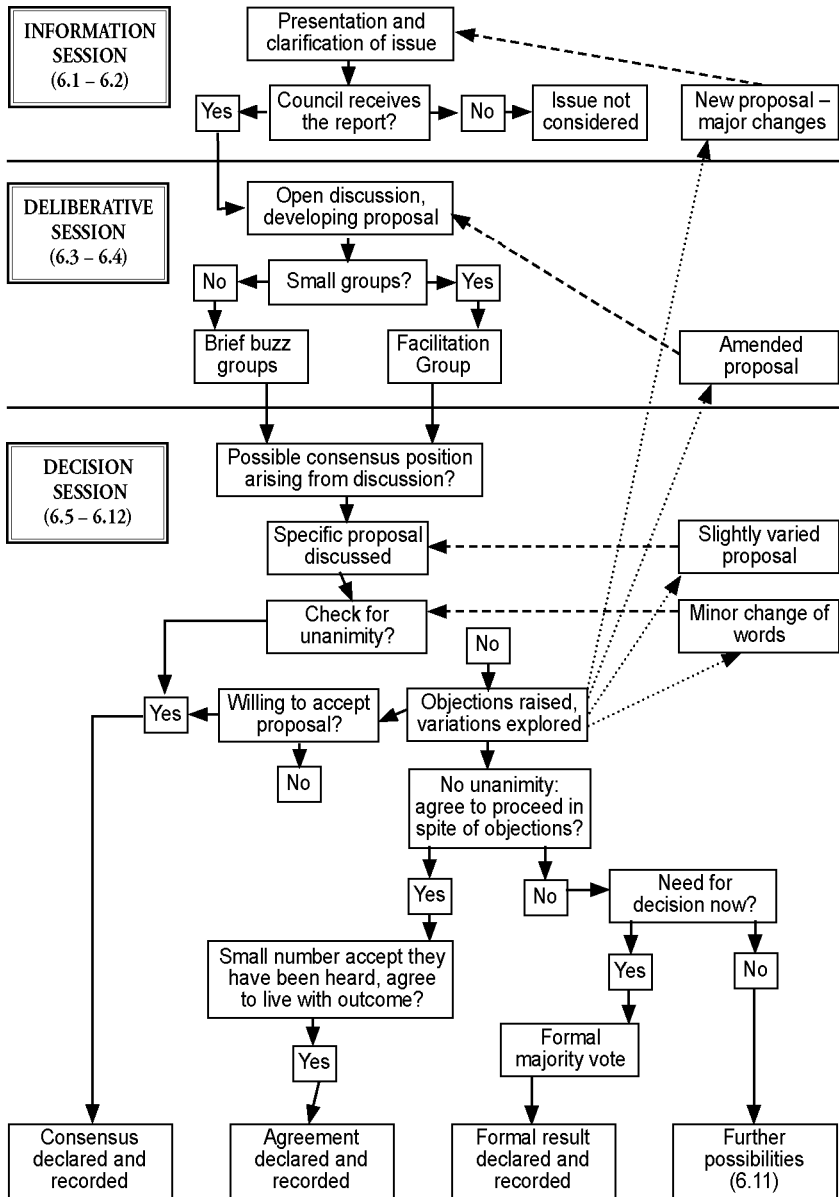 INFORMATION
SESSION
(6.1 – 6.2)
Presentation and
clarification of issue
Yes
Council receives
the report?
No
Issue not
considered
New proposal –
major changes
DELIBERATIVE
SESSION
(6.3 – 6.4)
Open discussion,
developing proposal
No
Small groups?
Yes
Brief buzz
groups
Facilitation
Group
Amended
proposal
DECISION
SESSION
(6.5 – 6.12)
Possible consensus position
arising from discussion?
Specific proposal
discussed
Slightly varied
proposal
Check for
unanimity?
Minor change of
words
No
Yes
Willing to accept
proposal?
Objections raised,
variations explored
No
No unanimity:
agree to proceed in
spite of objections?
Yes
No
Need for
decision now?
Small number accept they
have been heard, agree
to live with outcome?
Yes
No
Yes
Formal
majority vote
Consensus
declared and
recorded
Agreement
declared and
recorded
Formal result
declared and
recorded
Further
possibilities
(6.11)